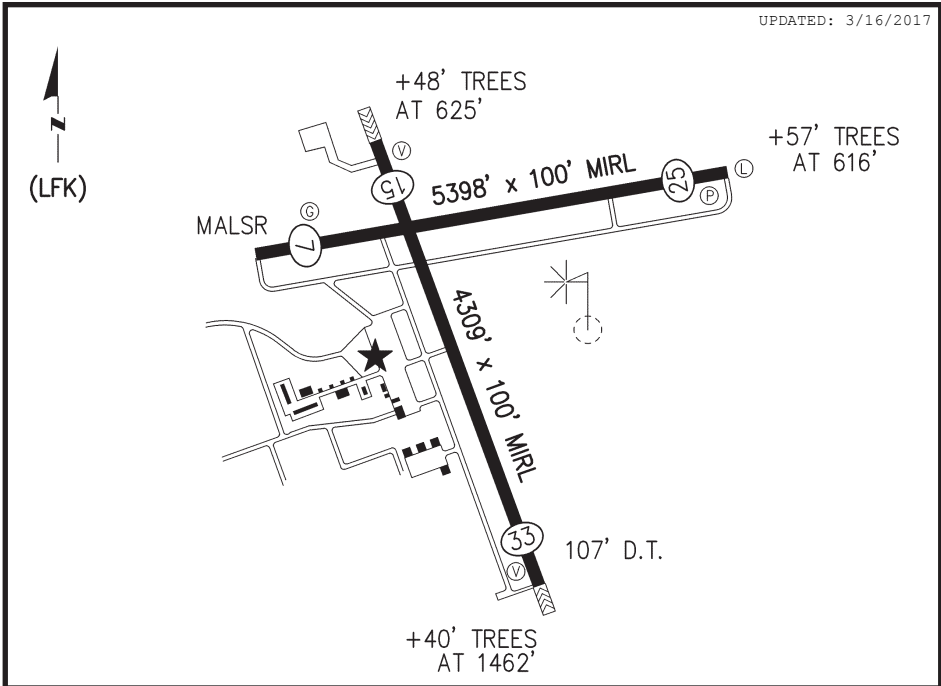 UPDATED: 3/16/2017
+48' TREES
AT 625'
N
+57' TREES
AT 616'
(LFK)
V
L
15
5398' x 100' MIRL
25
P
G
MALSR
7
4309' x 100' MIRL
33
107' D.T.
V
+40' TREES
AT 1462'